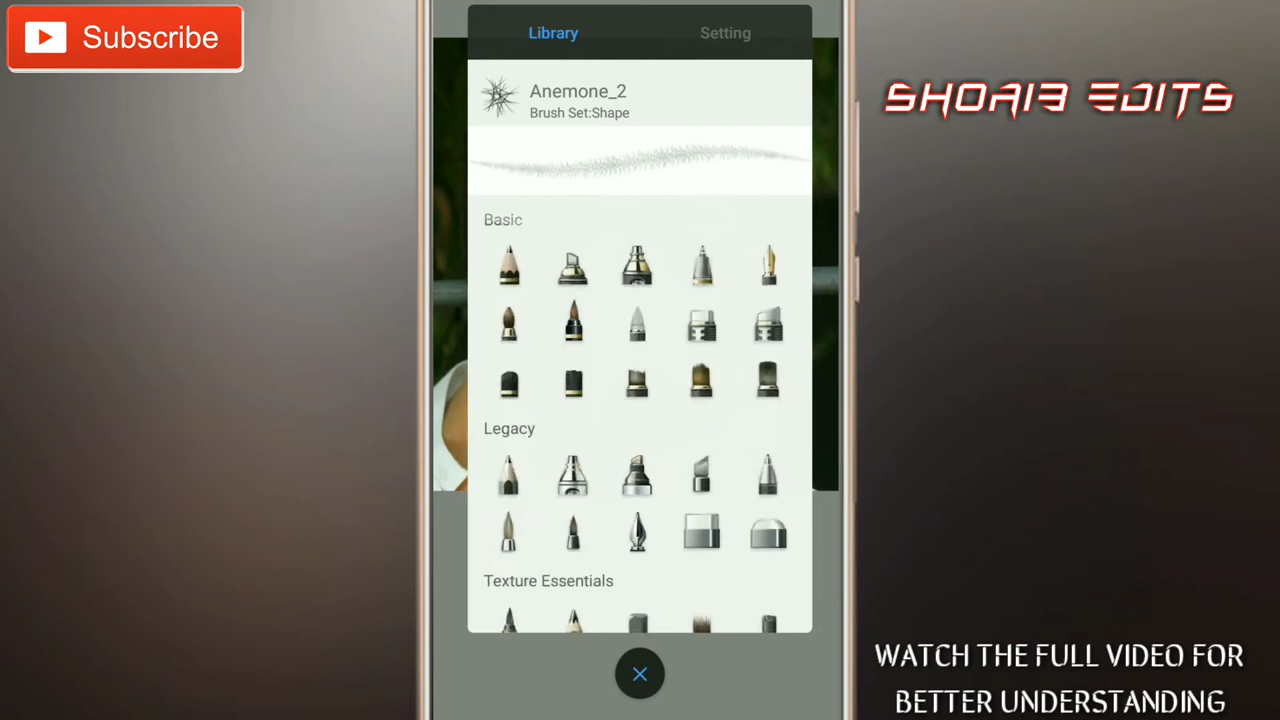 Subscribe
Library
Setting
SHOAIB EDITS
Anemone_2
Brush Set:Shape
Basic
Legacy
Texture Essentials
WATCH THE FULL VIDEO FOR
BETTER UNDERSTANDING